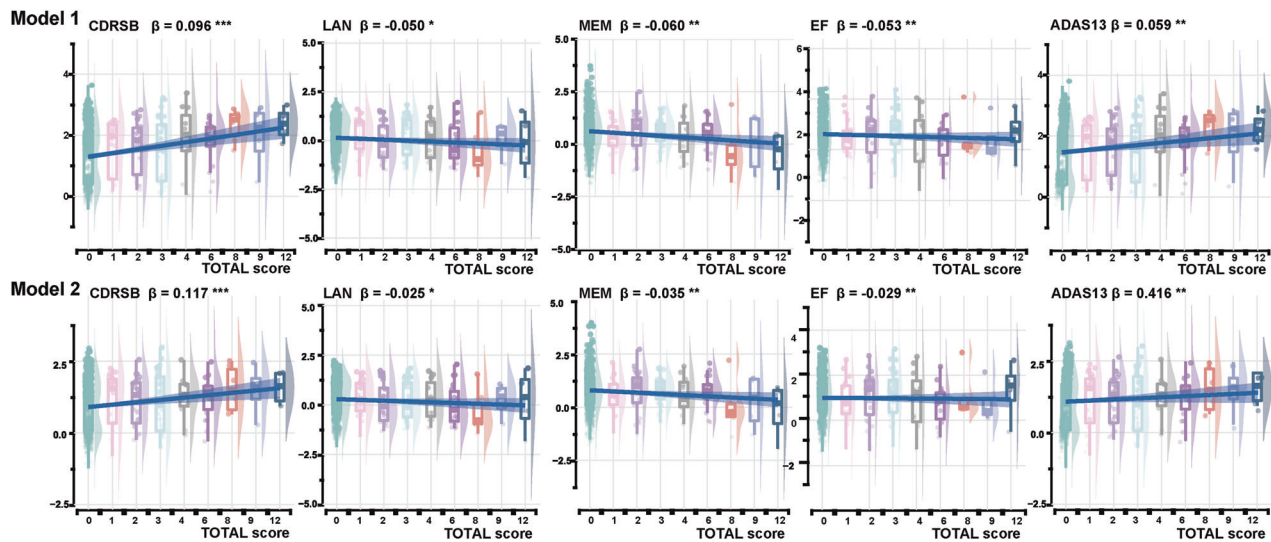 Model 1
CDRSB β = 0.096 ***
4
2
0
0 1 2 3 4 6 8 9 12
TOTAL score
LAN β = -0.050 *
5.0
2.5
0.0
−2.5
−5.0
0 1 2 3 4 6 8 9 12
TOTAL score
MEM β = -0.060 **
5.0
2.5
0.0
−2.5
−5.0
0 1 2 3 4 6 8 9 12
TOTAL score
EF β = -0.053 **
6
4
2
0
−2
0 1 2 3 4 6 8 9 12
TOTAL score
ADAS13 β = 0.059 **
4
2
0
0 1 2 3 4 6 8 9 12
TOTAL score
Model 2
CDRSB β = 0.117 ***
2.5
0.0
−2.5
0 1 2 3 4 6 8 9 12
TOTAL score
LAN β = -0.025 *
5.0
2.5
0.0
−2.5
5.0
0 1 2 3 4 6 8 9 12
TOTAL score
MEM β = -0.035 **
2.5
0.0
−2.5
0 1 2 3 4 6 8 9 12
TOTAL score
EF β = -0.029 **
4
2
0
−2
0 1 2 3 4 6 8 9 12
TOTAL score
ADAS13 β = 0.416 **
2.5
0.0
−2.5
0 1 2 3 4 6 8 9 12
TOTAL score